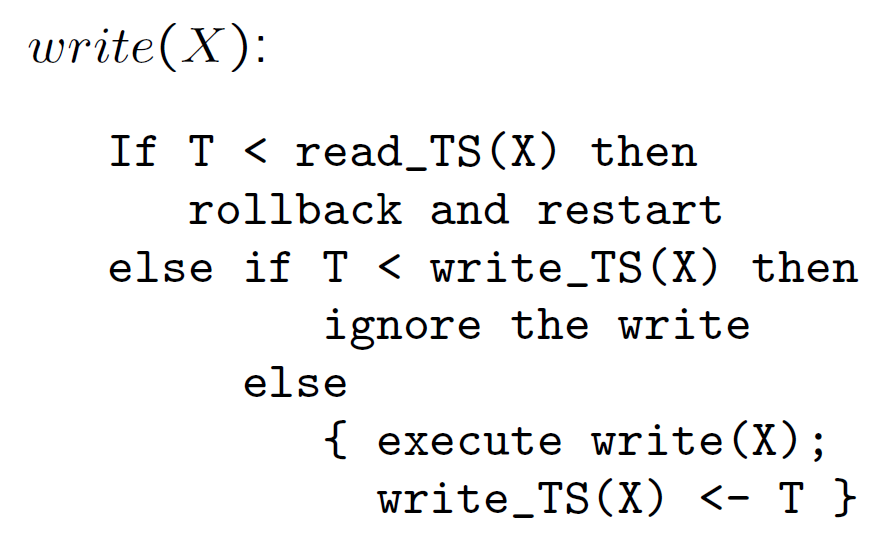 write(X):
If T < read_TS(X) then
rollback and restart
else if T < write_TS(X) then
ignore the write
else
{ execute write(X);
write_TS(X) <- T }